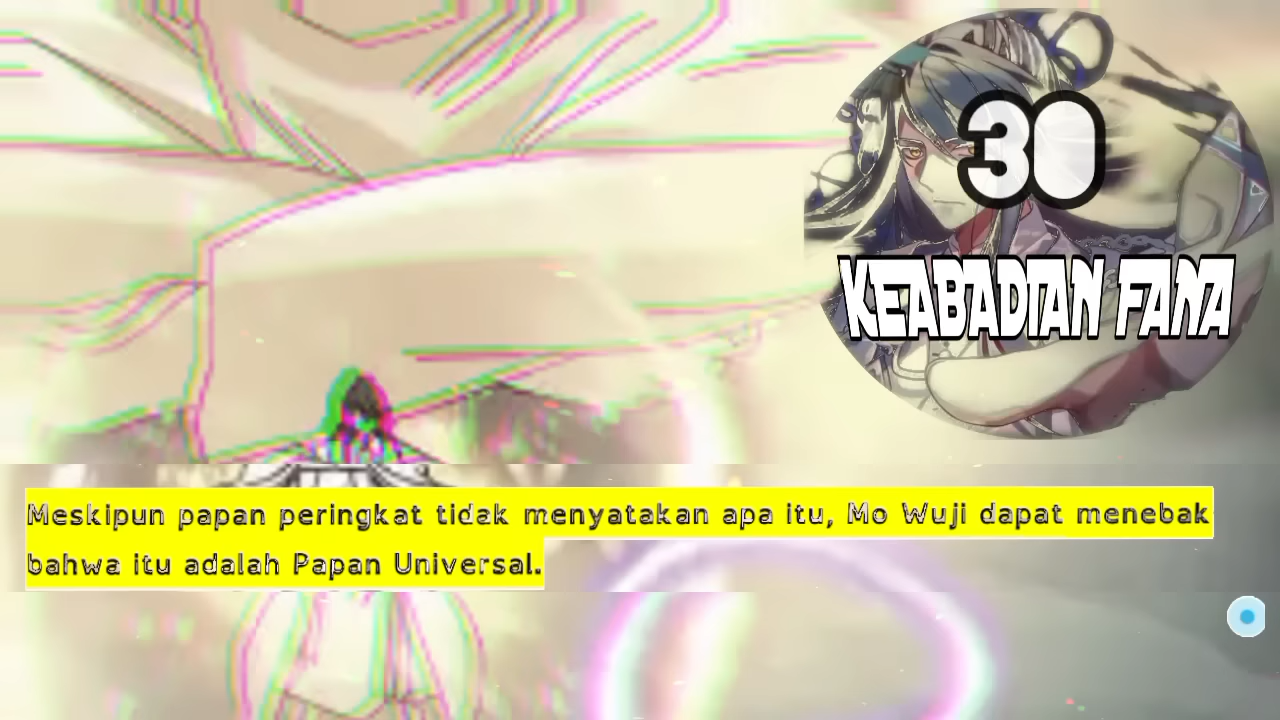 30
KEABADIAN FANA
Meskipun papan peringkat tidak menyatakan apa itu, Mo Wuji dapat menebak
bahwa itu adalah Papan Universal.